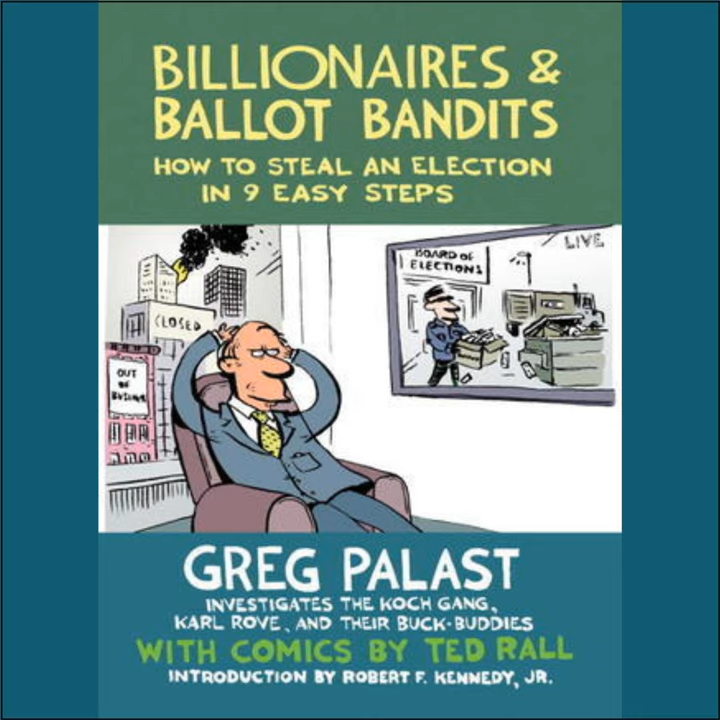 BILLIONAIRES &
BALLOT BANDITS
HOW TO STEAL AN ELECTION
IN 9 EASY STEPS
LIVE
BOARD OF
ELECTIONS
CLOSED
OUT
OF
BUSINESS
GREG PALAST
INVESTIGATES THE KOCH GANG,
KARL ROVE, AND THEIR BUCK-BUDDIES
WITH COMICS BY TED RALL
INTRODUCTION BY ROBERT F. KENNEDY, JR.